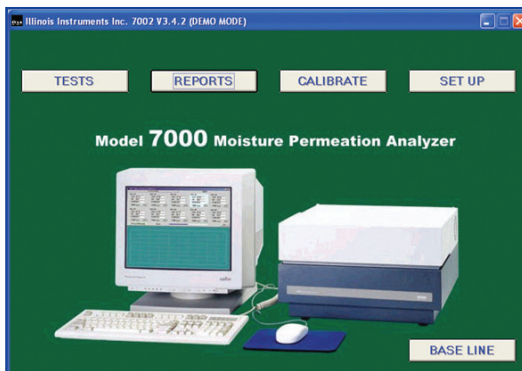 Illinois Instruments Inc. 7002 V3.4.2 (DEMO MODE)
TESTS
REPORTS
CALIBRATE
SET UP
Model 7000 Moisture Permeation Analyzer
BASE LINE